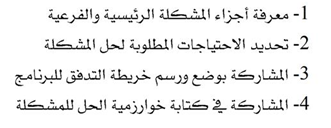 1- معرفة أجزاء المشكلة الرئيسية والفرعية
2- تحديد الاحتياجات المطلوبة لحل المشكلة
3- المشاركة بوضع ورسم خريطة التدفق للبرنامج
4- المشاركة في كتابة خوارزمية الحل للمشكلة